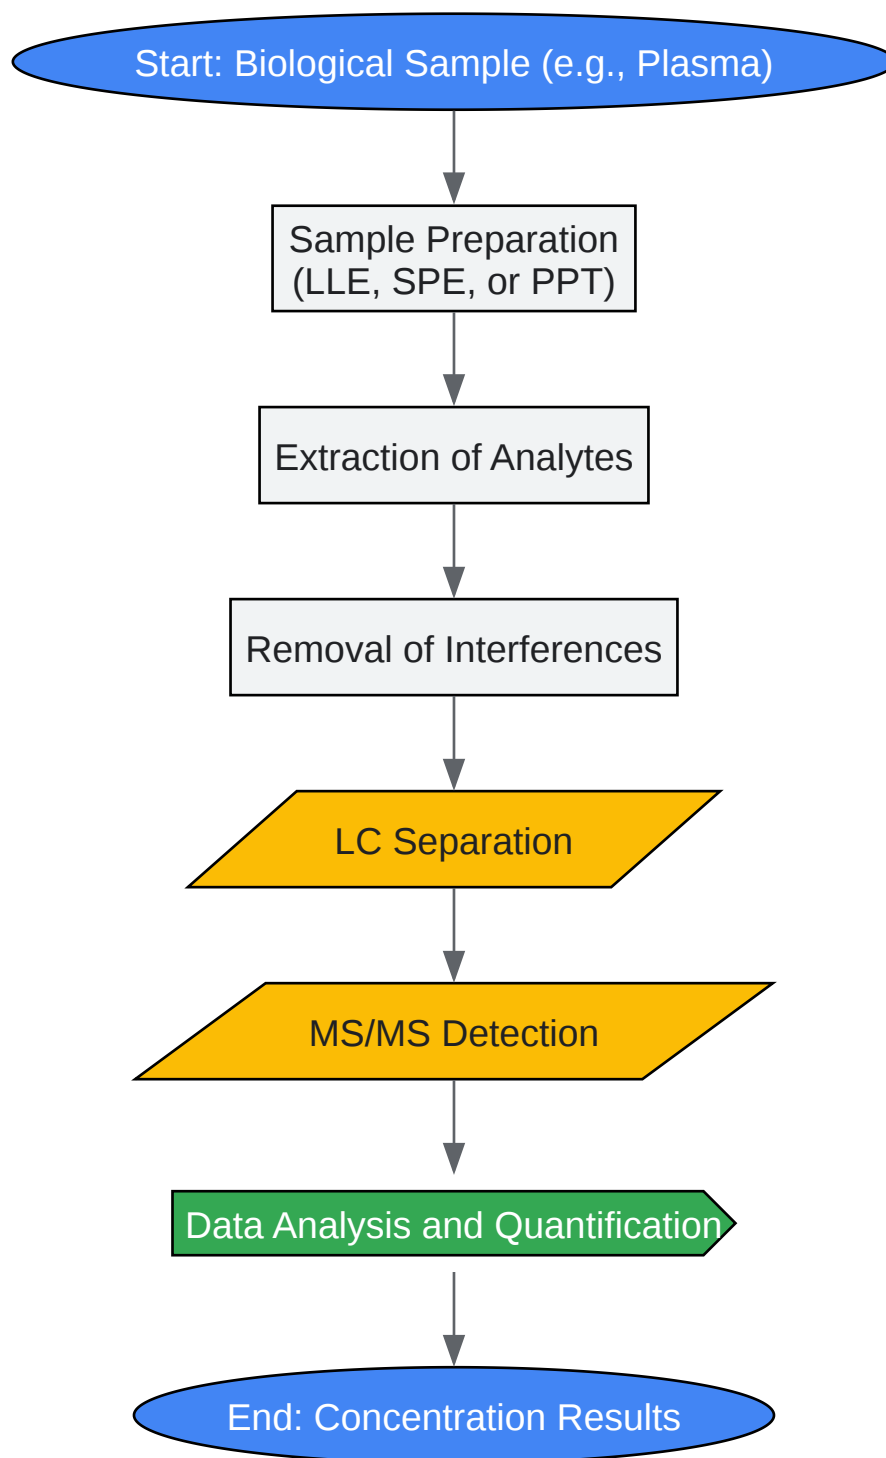 Start: Biological Sample (e.g., Plasma)
Sample Preparation
(LLE, SPE, or PPT)
Extraction of Analytes
Removal of Interferences
LC Separation
MS/MS Detection
Data Analysis and Quantification
End: Concentration Results